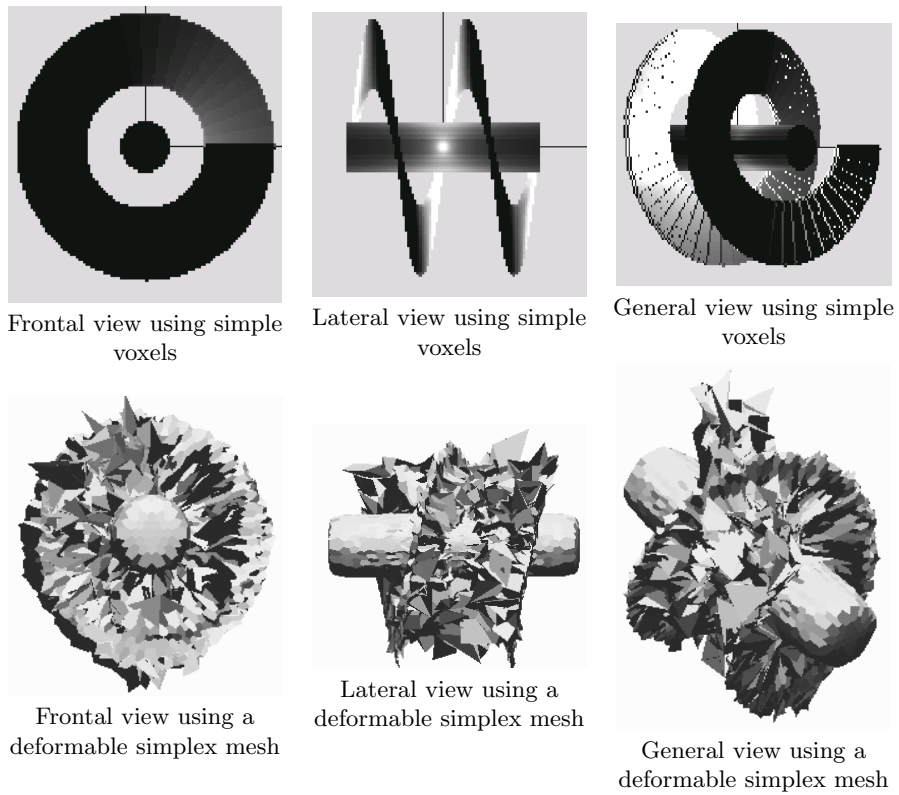 Frontal view using simple
voxels
Lateral view using simple
voxels
General view using simple
voxels
Frontal view using a
deformable simplex mesh
Lateral view using a
deformable simplex mesh
General view using a
deformable simplex mesh